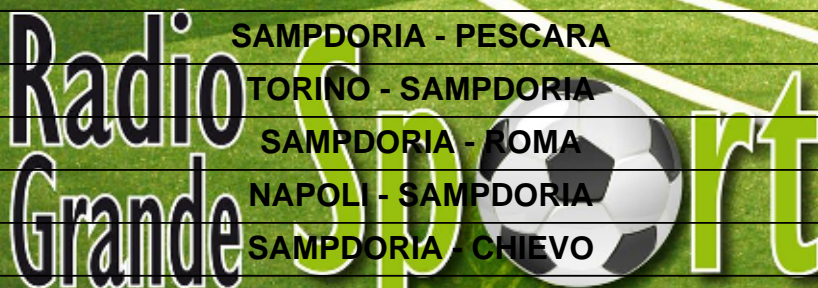 Radio
Grande
Sport
SAMPDORIA - PESCARA
TORINO - SAMPDORIA
SAMPDORIA - ROMA
NAPOLI - SAMPDORIA
SAMPDORIA - CHIEVO